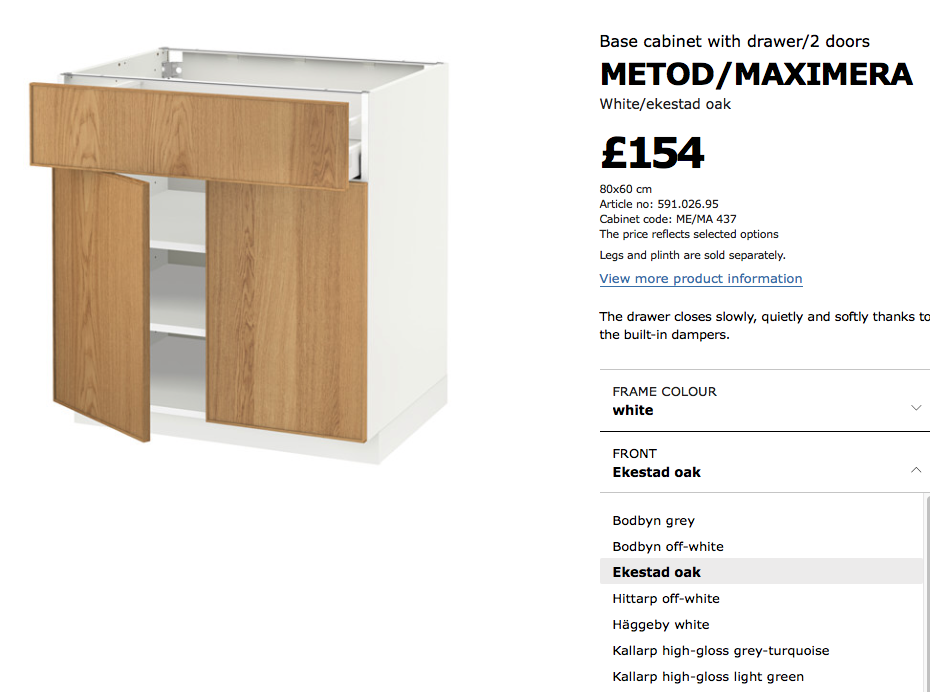 Base cabinet with drawer/2 doors
METOD/MAXIMERA
White/ekestad oak
£154
80x60 cm
Article no: 591.026.95
Cabinet code: ME/MA 437
The price reflects selected options
Legs and plinth are sold separately.
View more product information
The drawer closes slowly, quietly and softly thanks to
the built-in dampers.
FRAME COLOUR
white
FRONT
Ekestad oak
Bodbyn grey
Bodbyn off-white
Ekestad oak
Hittarp off-white
Häggeby white
Kallarp high-gloss grey-turquoise
Kallarp high-gloss light green